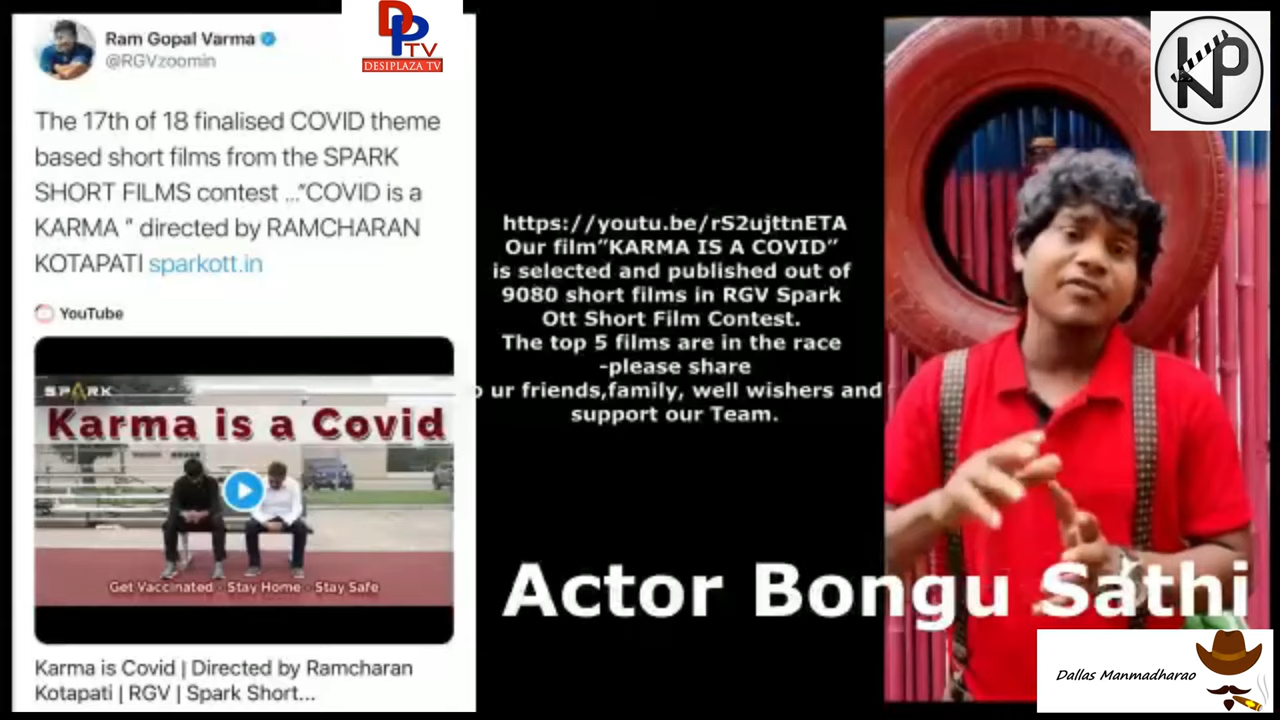 Ram Gopal Varma
@RGVzoomin
The 17th of 18 finalised COVID theme
based short films from the SPARK
SHORT FILMS contest ..."COVID is a
KARMA " directed by RAMCHARAN
KOTAPATI sparkott.in
YouTube
SPARK
Karma is a Covid
Get Vaccinated - Stay Home - Stay Safe
Karma is Covid | Directed by Ramcharan
Kotapati | RGV | Spark Short...
DP TV
DESIPLAZA TV
https://youtu.be/rS2ujttnETA
Our film"KARMA IS A COVID"
is selected and published out of
9080 short films in RGV Spark
Ott Short Film Contest.
The top 5 films are in the race
-please share
ur friends,family, well wishers and
support our Team.
Actor Bongu Sathi
Dallas Manmadharao